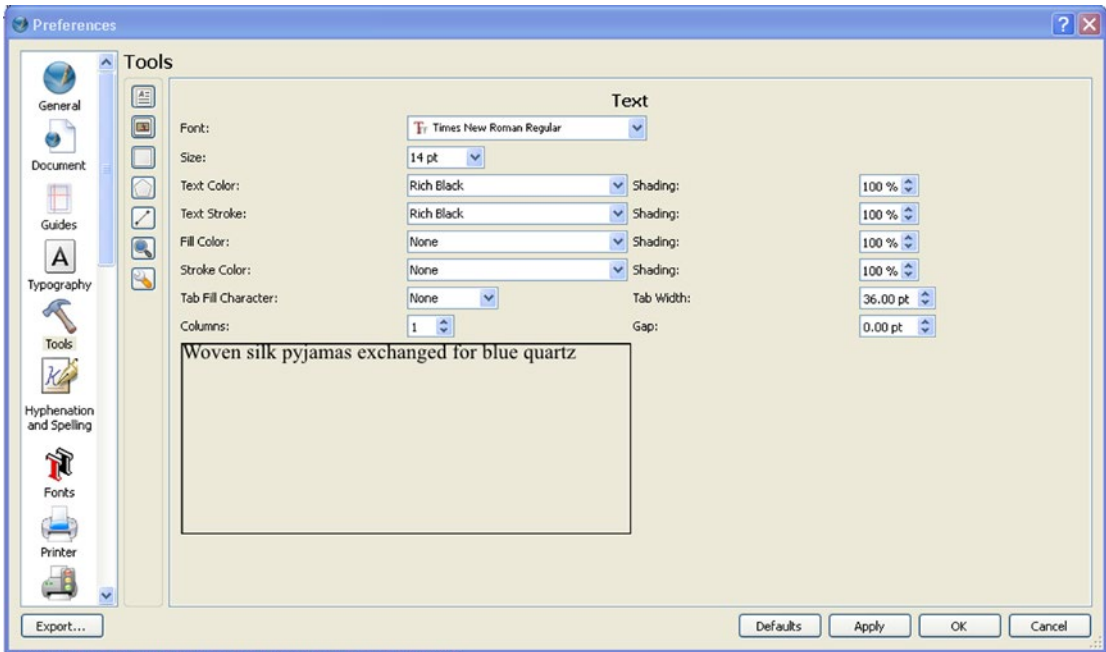 Preferences
Tools
General
Document
Guides
Typography
Tools
Hyphenation
and Spelling
Fonts
Printer
Text
Font: Times New Roman Regular
Size: 14 pt
Text Color: Rich Black Shading: 100 %
Text Stroke: Rich Black Shading: 100 %
Fill Color: None Shading: 100 %
Stroke Color: None Shading: 100 %
Tab Fill Character: None Tab Width: 36.00 pt
Columns: 1 Gap: 0.00 pt
Woven silk pyjamas exchanged for blue quartz
Export... Defaults Apply OK Cancel